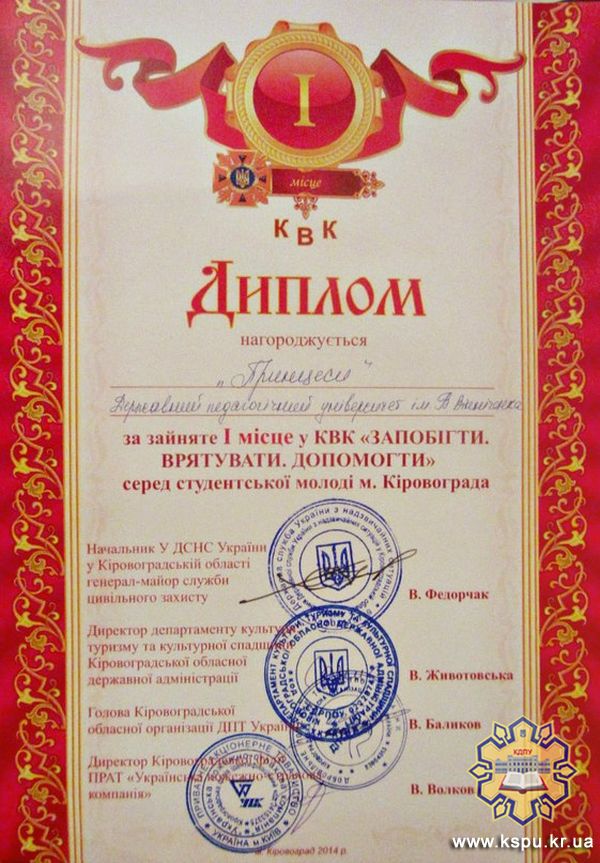 I
місце
КВК
Диплом
нагороджується
„Принцеси"
Державний педагогічний університет ім. В. Винниченка
за зайняте I місце у КВК «ЗАПОБІГТИ.
ВРЯТУВАТИ. ДОПОМОГТИ»
серед студентської молоді м. Кіровограда
Начальник У ДСНС України
у Кіровоградській області
генерал-майор служби
цивільного захисту
В. Федорчак
Директор департаменту культури,
туризму та культурної спадщини
Кіровоградської обласної
державної адміністрації
В. Животовська
Голова Кіровоградської
обласної організації ДПТ України
В. Баликов
Директор Кіровоградської
ПРАТ «Українська пожежно-страхова
компанія»
В. Волков
м. Кіровоград 2014 р.
КДПУ
www.kspu.kr.ua